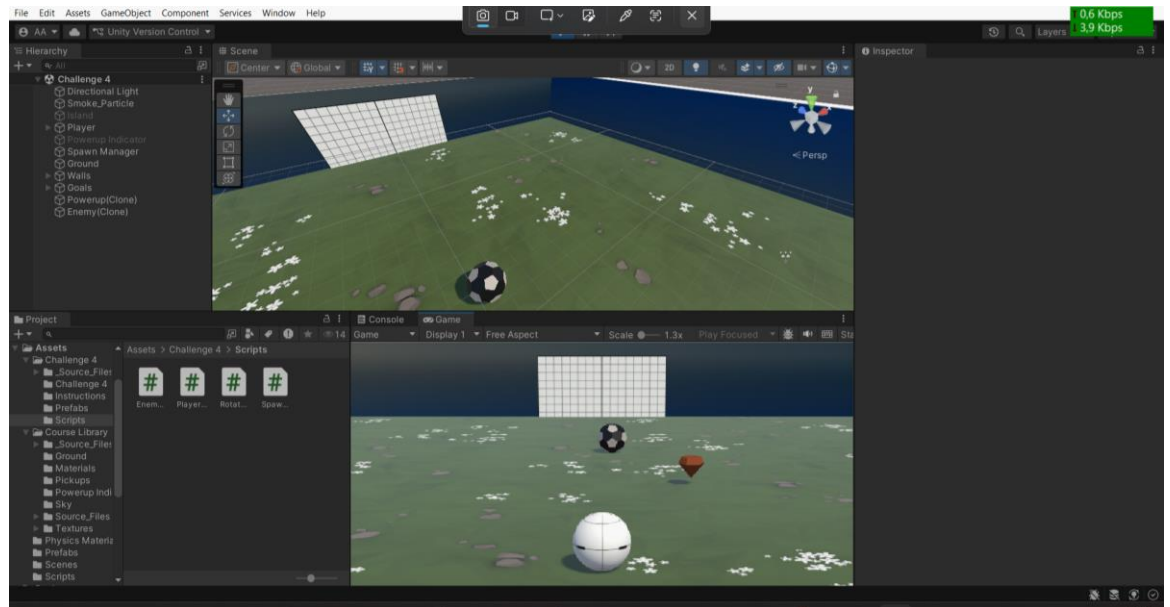 File Edit Assets GameObject Component Services Window Help
0,6 Kbps
3,9 Kbps
AA Unity Version Control
Layers
Hierarchy
All
Challenge 4
Directional Light
Smoke_Particle
Island
Player
Powerup Indicator
Spawn Manager
Ground
Walls
Goals
Powerup(Clone)
Enemy(Clone)
Scene
Center Global
2D
y
z
Persp
Inspector
Project
14
Assets
Challenge 4
_Source_Files
Challenge 4
Instructions
Prefabs
Scripts
Course Library
_Source_Files
Ground
Materials
Pickups
Powerup Indi
Sky
Source_Files
Textures
Physics Materia
Prefabs
Scenes
Scripts
Assets > Challenge 4 > Scripts
Enem... Player... Rotat... Spaw...
Console Game
Game Display 1 Free Aspect Scale 1.3x Play Focused Sta